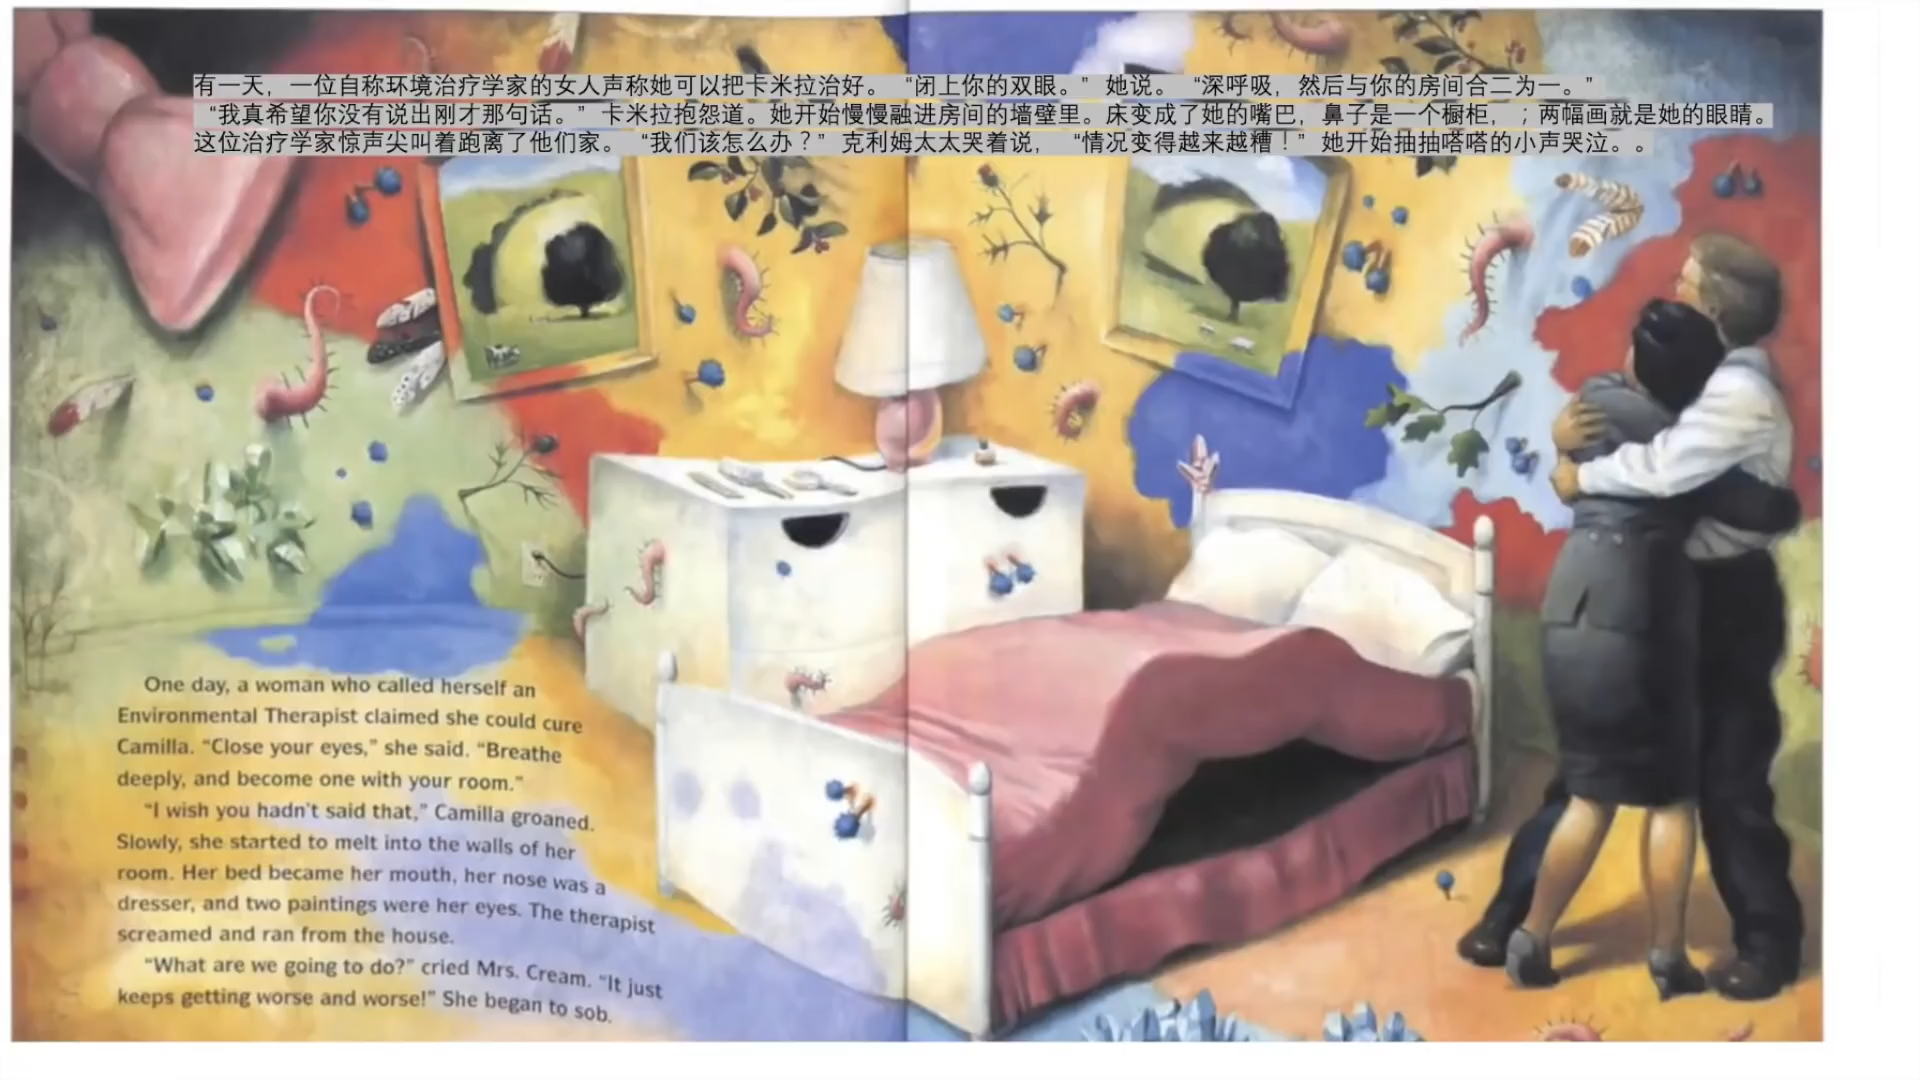 有一天，一位自称环境治疗学家的女人声称她可以把卡米拉治好。“闭上你的双眼。”她说。“深呼吸，然后与你的房间合二为一。”
“我真希望你没有说出刚才那句话。”卡米拉抱怨道。她开始慢慢融进房间的墙壁里。床变成了她的嘴巴，鼻子是一个橱柜，；两幅画就是她的眼睛。
这位治疗学家惊声尖叫着跑离了他们家。“我们该怎么办？”克利姆太太哭着说，“情况变得越来越糟！”她开始抽抽嗒嗒的小声哭泣。。
One day, a woman who called herself an
Environmental Therapist claimed she could cure
Camilla. “Close your eyes,” she said. “Breathe
deeply, and become one with your room.”
“I wish you hadn't said that,” Camilla groaned.
Slowly, she started to melt into the walls of her
room. Her bed became her mouth, her nose was a
dresser, and two paintings were her eyes. The therapist
screamed and ran from the house.
“What are we going to do?” cried Mrs. Cream. “It just
keeps getting worse and worse!” She began to sob.